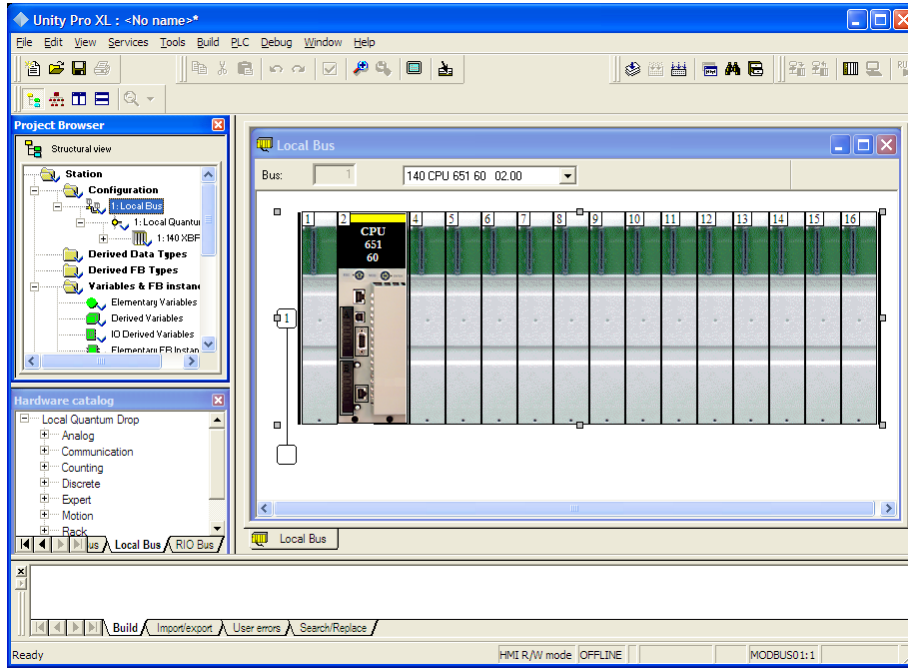 Unity Pro XL : <No name>*
File Edit View Services Tools Build PLC Debug Window Help
Project Browser
Structural view
Station
Configuration
1: Local Bus
1: Local Quantu
1: 140 XBF
Derived Data Types
Derived FB Types
Variables & FB instan
Elementary Variables
Derived Variables
IO Derived Variables
Elementary FB Instan
Hardware catalog
Local Quantum Drop
Analog
Communication
Counting
Discrete
Expert
Motion
Rack
us Local Bus RIO Bus
Local Bus
Bus: 1 140 CPU 651 60 02.00
1 2 4 5 6 7 8 9 10 11 12 13 14 15 16
CPU
651
60
1
Local Bus
Build Import/export User errors Search/Replace
Ready HMI R/W mode OFFLINE MODBUS01:1